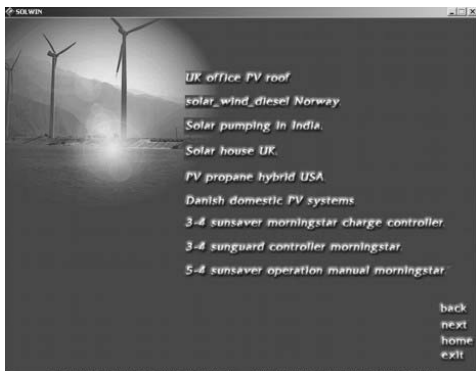 SOLWIN
UK office PV roof
solar_wind_diesel Norway
Solar pumping in India.
Solar house UK.
PV propane hybrid USA
Danish domestic PV systems
3-4 sunsaver morningstar charge controller.
3-4 sunguard controller morningstar.
5-4 sunsaver operation manual morningstar
back
next
home
exit